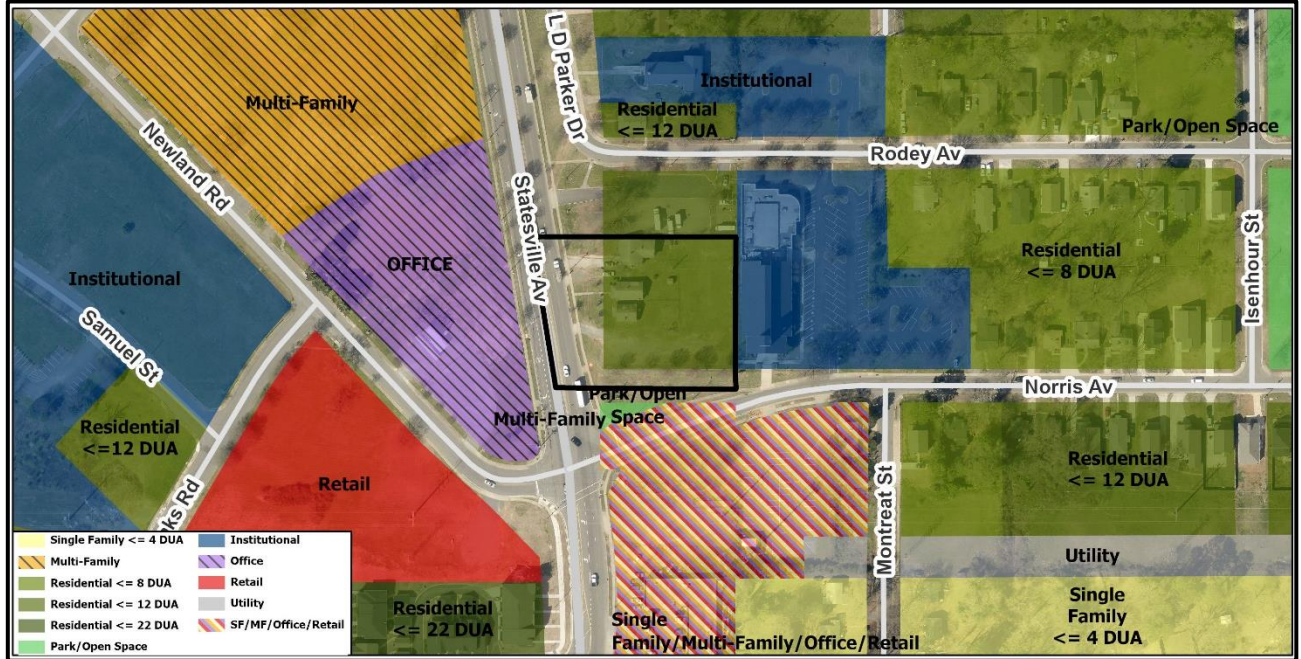 Multi-Family
Newland Rd
L D Parker Dr
Institutional
Residential
<= 12 DUA
Park/Open Space
Rodey Av
Statesville Av
OFFICE
Institutional
Samuel St
Residential
<= 8 DUA
Isenhour St
Norris Av
Park/Open
Space
Multi-Family
Residential
<=12 DUA
Retail
Residential
<= 12 DUA
Montreat St
Utility
Single
Family
<= 4 DUA
Residential
<= 22 DUA
Single
Family/Multi-Family/Office/Retail
Single Family <= 4 DUA
Multi-Family
Residential <= 8 DUA
Residential <= 12 DUA
Residential <= 22 DUA
Park/Open Space
Institutional
Office
Retail
Utility
SF/MF/Office/Retail